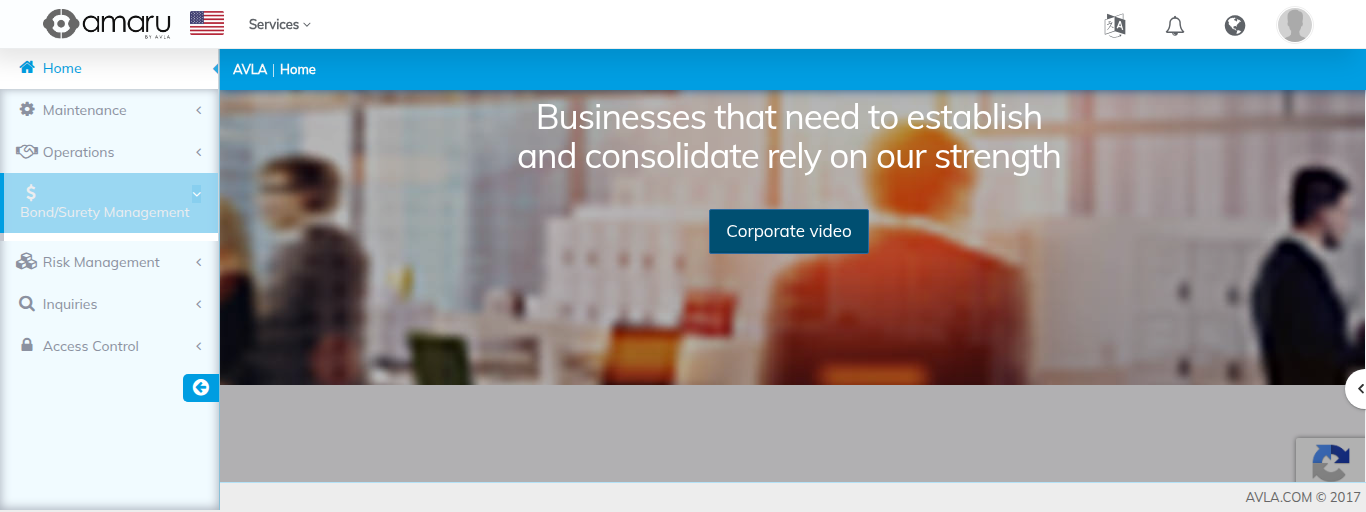 amaru
BY AVLA
Services
Home
AVLA | Home
Maintenance
Operations
$
Bond/Surety Management
Risk Management
Inquiries
Access Control
Businesses that need to establish
and consolidate rely on our strength
Corporate video
AVLA.COM © 2017